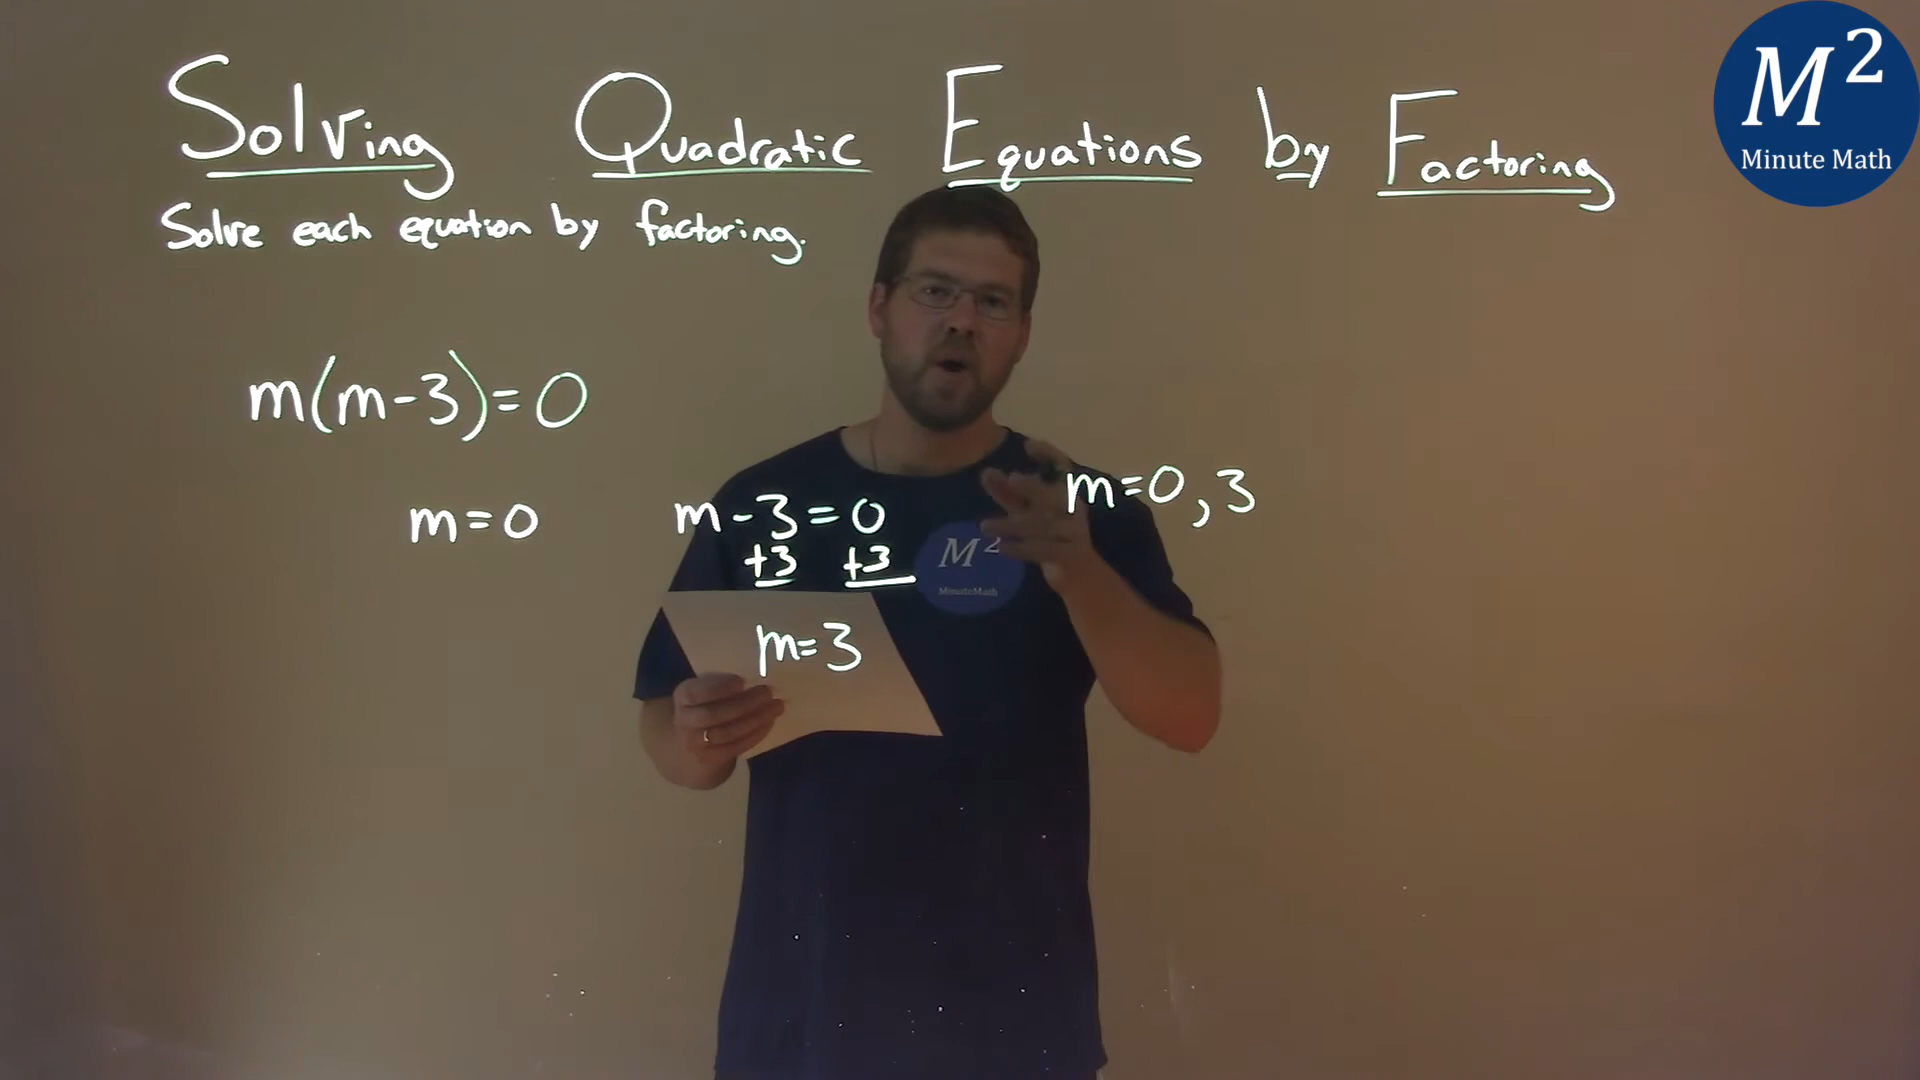 Solving Quadratic Equations by Factoring
Solve each equation by factoring.
m(m-3)=0
m=0
m-3=0
+3 +3
m=3
m=0,3
M²
MinuteMath
M²
Minute Math